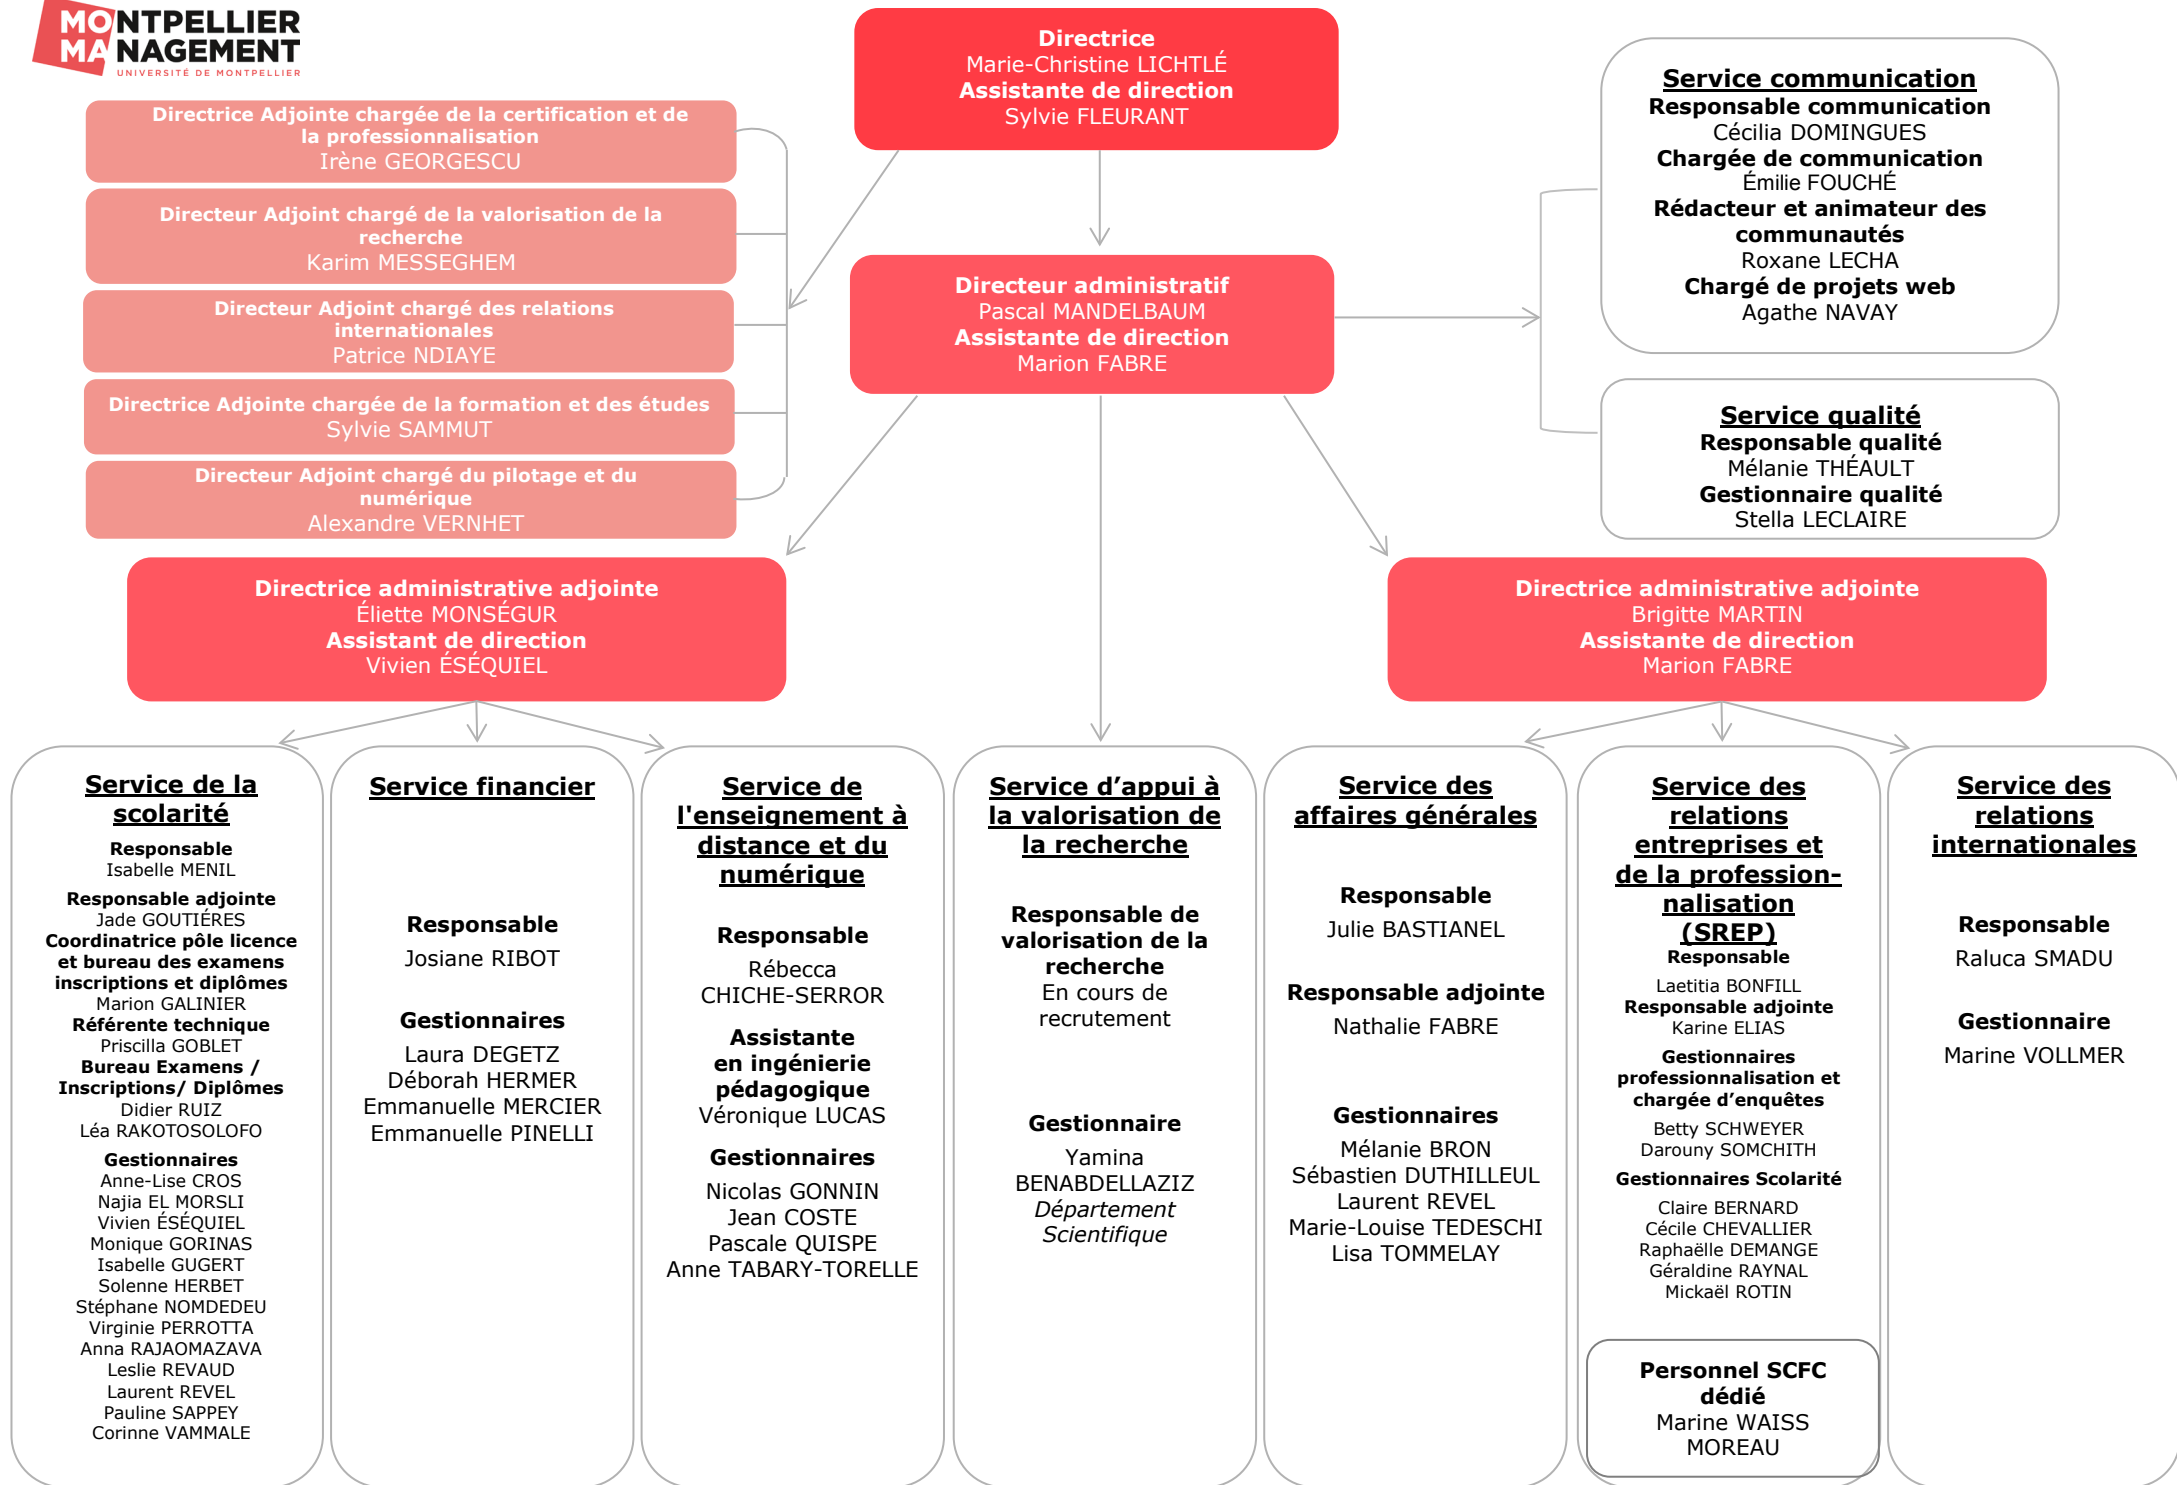 MONTPELLIER
MANAGEMENT
UNIVERSITÉ DE MONTPELLIER
Directrice
Marie-Christine LICHTLÉ
Assistante de direction
Sylvie FLEURANT
Directrice Adjointe chargée de la certification et de
la professionnalisation
Irène GEORGESCU
Directeur Adjoint chargé de la valorisation de la
recherche
Karim MESSEGHEM
Directeur Adjoint chargé des relations
internationales
Patrice NDIAYE
Directrice Adjointe chargée de la formation et des études
Sylvie SAMMUT
Directeur Adjoint chargé du pilotage et du
numérique
Alexandre VERNHET
Directeur administratif
Pascal MANDELBAUM
Assistante de direction
Marion FABRE
Service communication
Responsable communication
Cécilia DOMINGUES
Chargée de communication
Émilie FOUCHÉ
Rédacteur et animateur des
communautés
Roxane LECHA
Chargé de projets web
Agathe NAVAY
Service qualité
Responsable qualité
Mélanie THÉAULT
Gestionnaire qualité
Stella LECLAIRE
Directrice administrative adjointe
Éliette MONSÉGUR
Assistant de direction
Vivien ÉSÉQUIEL
Directrice administrative adjointe
Brigitte MARTIN
Assistante de direction
Marion FABRE
Service de la
scolarité
Responsable
Isabelle MENIL
Responsable adjointe
Jade GOUTIÉRES
Coordinatrice pôle licence
et bureau des examens
inscriptions et diplômes
Marion GALINIER
Référente technique
Priscilla GOBLET
Bureau Examens /
Inscriptions/ Diplômes
Didier RUIZ
Léa RAKOTOSOLOFO
Gestionnaires
Anne-Lise CROS
Najia EL MORSLI
Vivien ÉSÉQUIEL
Monique GORINAS
Isabelle GUGERT
Solenne HERBET
Stéphane NOMDEDEU
Virginie PERROTTA
Anna RAJAOMAZAVA
Leslie REVAUD
Laurent REVEL
Pauline SAPPEY
Corinne VAMMALE
Service financier
Responsable
Josiane RIBOT
Gestionnaires
Laura DEGETZ
Déborah HERMER
Emmanuelle MERCIER
Emmanuelle PINELLI
Service de
l'enseignement à
distance et du
numérique
Responsable
Rébecca
CHICHE-SERROR
Assistante
en ingénierie
pédagogique
Véronique LUCAS
Gestionnaires
Nicolas GONNIN
Jean COSTE
Pascale QUISPE
Anne TABARY-TORELLE
Service d’appui à
la valorisation de
la recherche
Responsable de
valorisation de la
recherche
En cours de
recrutement
Gestionnaire
Yamina
BENABDELLAZIZ
Département
Scientifique
Service des
affaires générales
Responsable
Julie BASTIANEL
Responsable adjointe
Nathalie FABRE
Gestionnaires
Mélanie BRON
Sébastien DUTHILLEUL
Laurent REVEL
Marie-Louise TEDESCHI
Lisa TOMMELAY
Service des
relations
entreprises et
de la profession-
nalisation
(SREP)
Responsable
Laetitia BONFILL
Responsable adjointe
Karine ELIAS
Gestionnaires
professionnalisation et
chargée d’enquêtes
Betty SCHWEYER
Darouny SOMCHITH
Gestionnaires Scolarité
Claire BERNARD
Cécile CHEVALLIER
Raphaëlle DEMANGE
Géraldine RAYNAL
Mickaël ROTIN
Personnel SCFC
dédié
Marine WAISS
MOREAU
Service des
relations
internationales
Responsable
Raluca SMADU
Gestionnaire
Marine VOLLMER